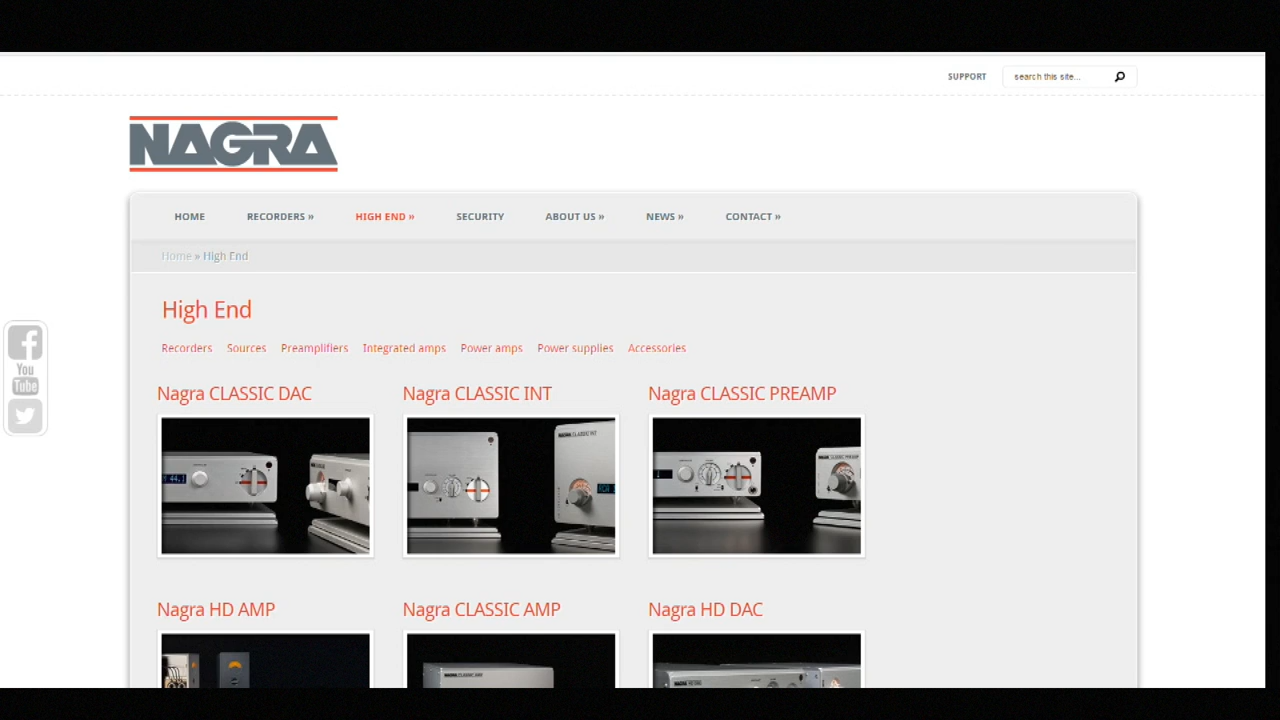 SUPPORT search this site...
NAGRA
HOME RECORDERS » HIGH END » SECURITY ABOUT US » NEWS » CONTACT »
Home » High End
High End
Recorders Sources Preamplifiers Integrated amps Power amps Power supplies Accessories
You
Tube
Nagra CLASSIC DAC Nagra CLASSIC INT Nagra CLASSIC PREAMP
Nagra HD AMP Nagra CLASSIC AMP Nagra HD DAC